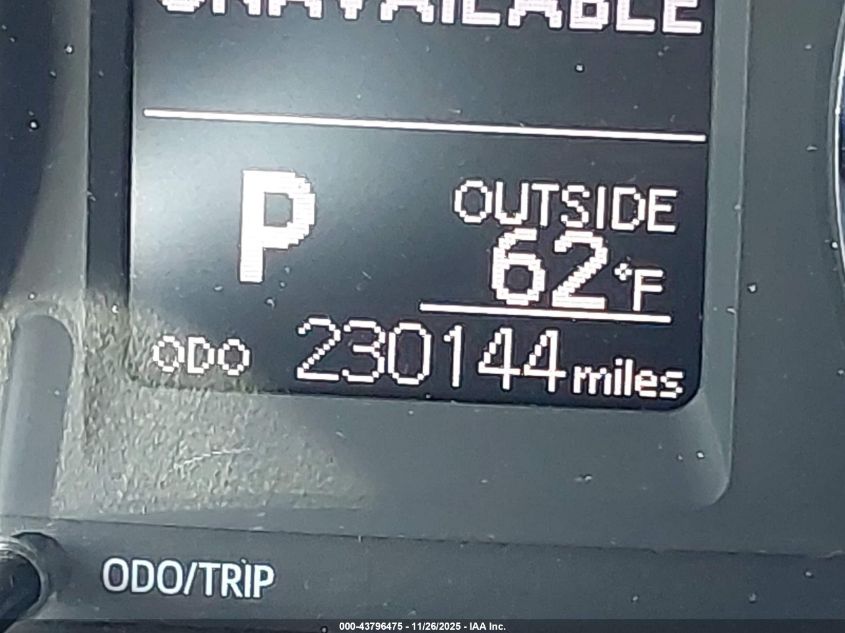 UNAVAILABLE
P
OUTSIDE
62°F
ODO 230144 miles
ODO/TRIP
000-43796475 - 11/26/2025 - IAA Inc.